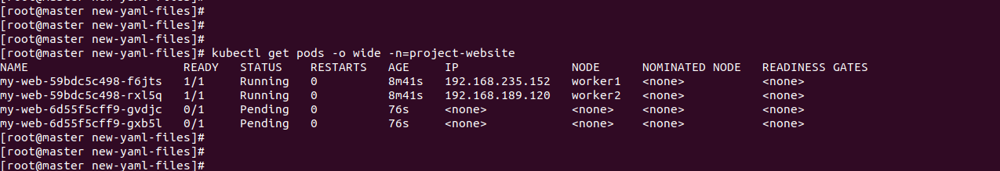 [root@master new-yaml-files]#
[root@master new-yaml-files]#
[root@master new-yaml-files]#
[root@master new-yaml-files]# kubectl get pods -o wide -n=project-website
NAME READY STATUS RESTARTS AGE IP NODE NOMINATED NODE READINESS GATES
my-web-59bdc5c498-f6jts 1/1 Running 0 8m41s 192.168.235.152 worker1 <none> <none>
my-web-59bdc5c498-rxl5q 1/1 Running 0 8m41s 192.168.189.120 worker2 <none> <none>
my-web-6d55f5cff9-gvdjc 0/1 Pending 0 76s <none> <none> <none> <none>
my-web-6d55f5cff9-gxb5l 0/1 Pending 0 76s <none> <none> <none> <none>
[root@master new-yaml-files]#
[root@master new-yaml-files]#
[root@master new-yaml-files]#